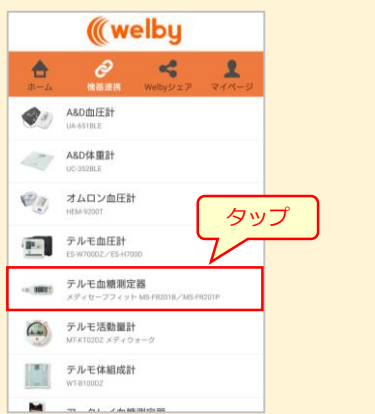 welby
ホーム 機器連携 Welbyシェア マイページ
A&D血圧計
UA-651BLE
A&D体重計
UC-352BLE
オムロン血圧計
HEM-9200T
タップ
テルモ血圧計
ES-W700DZ／ES-H700D
テルモ血糖測定器
メディセーフフィット MS-FR201B／MS-FR201P
テルモ活動量計
MT-KT02DZ メディウォーク
テルモ体組成計
WT-B100DZ